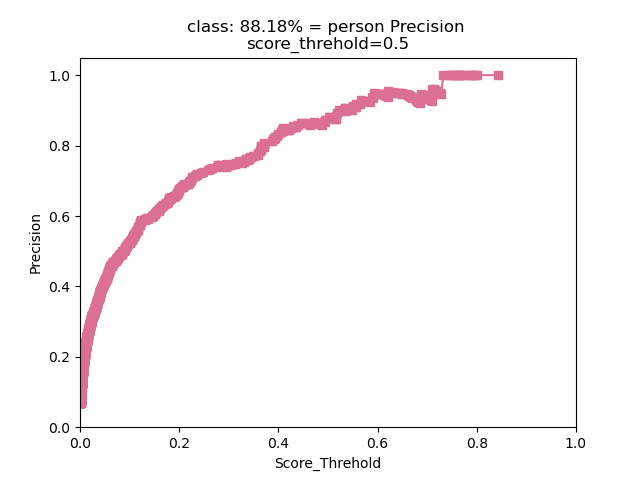 class: 88.18% = person Precision
score_threhold=0.5
Precision
1.0
0.8
0.6
0.4
0.2
0.0
0.0 0.2 0.4 0.6 0.8 1.0
Score_Threhold